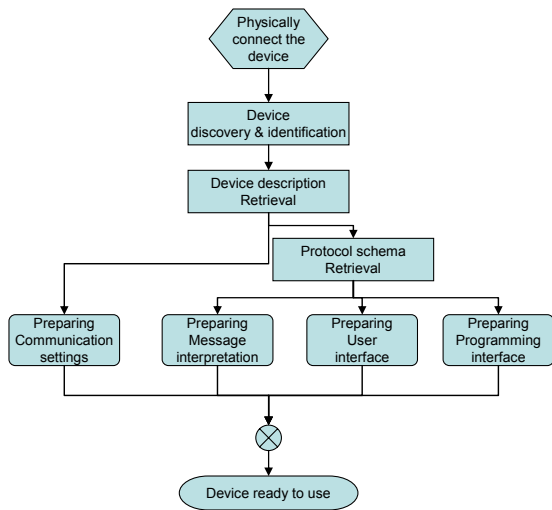 Physically
connect the
device
Device
discovery & identification
Device description
Retrieval
Protocol schema
Retrieval
Preparing
Communication
settings
Preparing
Message
interpretation
Preparing
User
interface
Preparing
Programming
interface
Device ready to use